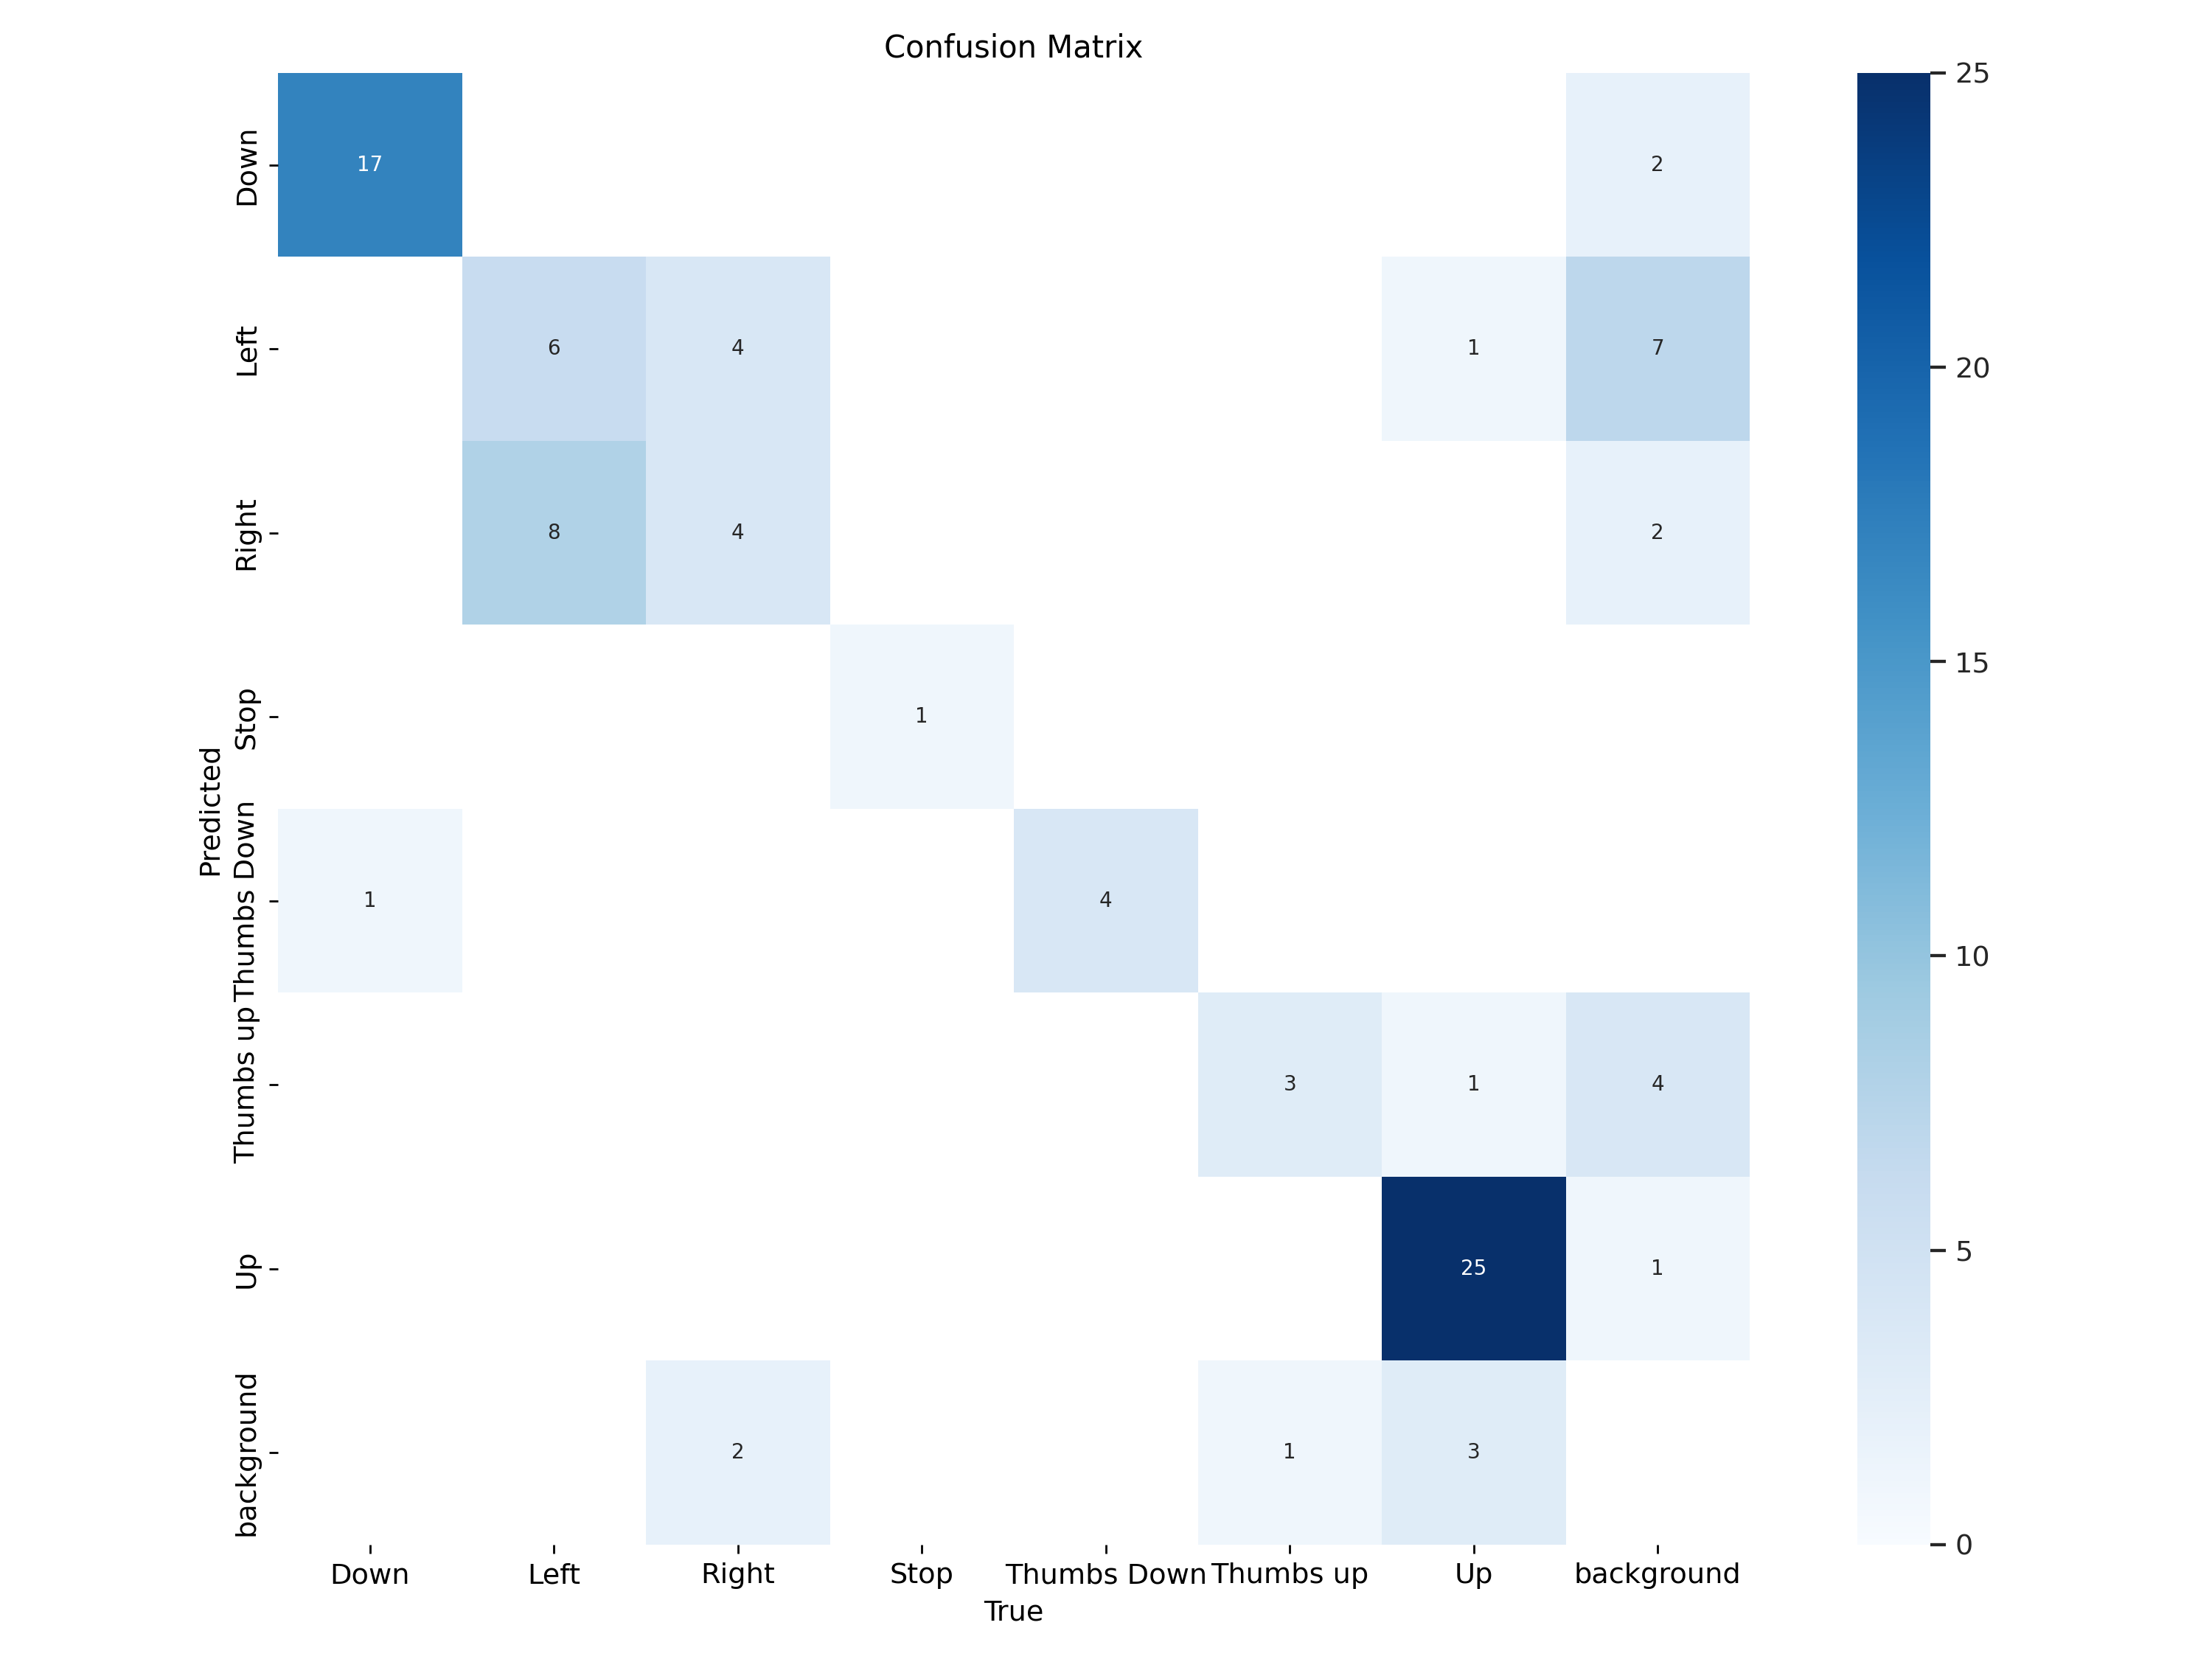 Confusion Matrix
Predicted
Down
17
2
Left
6
4
1
7
Right
8
4
2
Stop
1
Thumbs Down
1
4
Thumbs up
3
1
4
Up
25
1
background
2
1
3
Down Left Right Stop Thumbs Down Thumbs up Up background
True
25
20
15
10
5
0